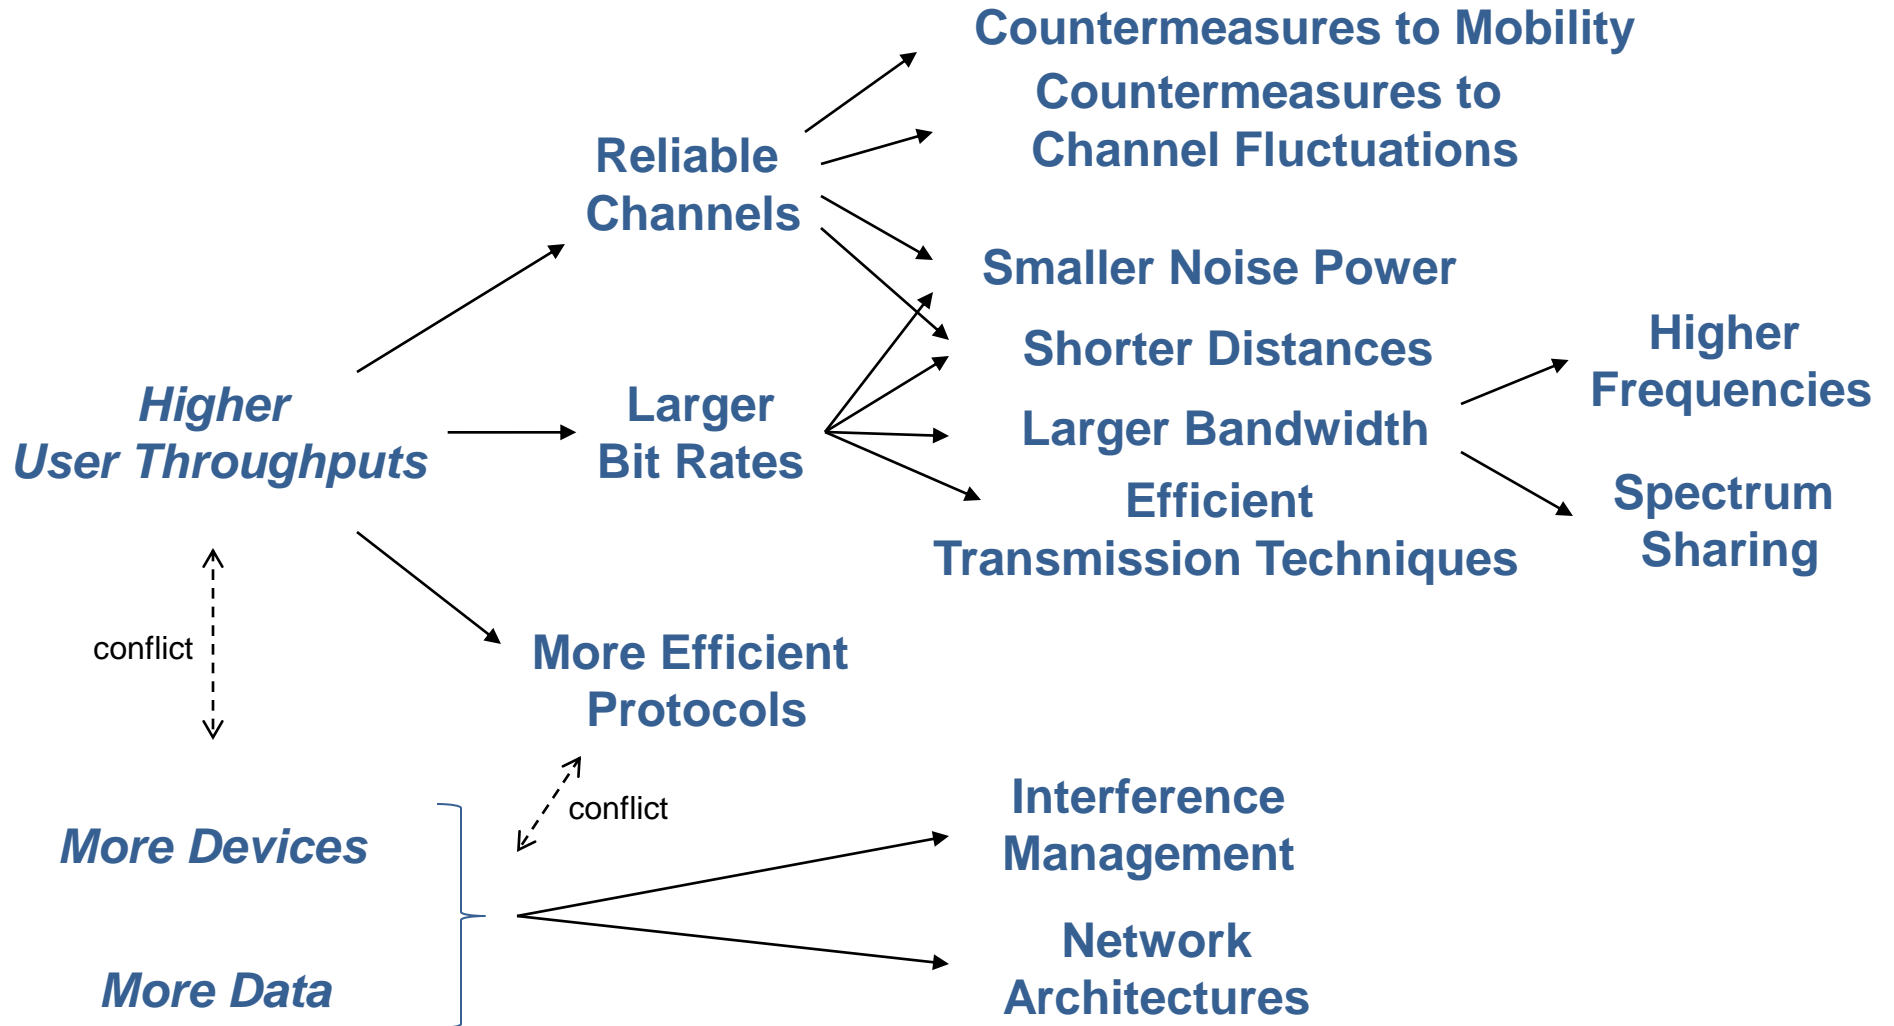 Countermeasures to Mobility
Countermeasures to
Channel Fluctuations
Reliable
Channels
Smaller Noise Power
Shorter Distances
Higher
Frequencies
Higher
User Throughputs
Larger
Bit Rates
Larger Bandwidth
Efficient
Transmission Techniques
Spectrum
Sharing
conflict
More Efficient
Protocols
conflict
More Devices
Interference
Management
More Data
Network
Architectures